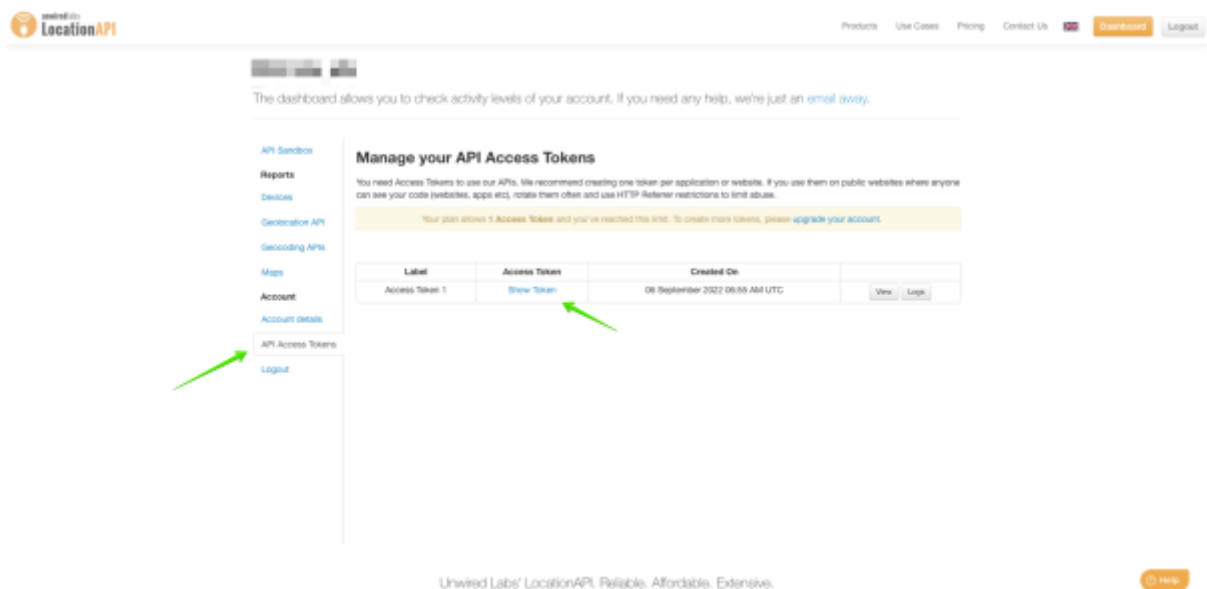 unwiredlabs
LocationAPI
Products Use Cases Pricing Contact Us Dashboard Logout
The dashboard allows you to check activity levels of your account. If you need any help, we're just an email away.
API Sandbox
Reports
Devices
Geolocation API
Geocoding APIs
Maps
Account
Account details
API Access Tokens
Logout
Manage your API Access Tokens
You need Access Tokens to use our APIs. We recommend creating one token per application or website. If you use them on public websites where anyone
can see your code (websites, apps etc), rotate them often and use HTTP Referrer restrictions to limit abuse.
Your plan allows 1 Access Token and you've reached this limit. To create more tokens, please upgrade your account.
Label Access Token Created On
Access Token 1 Show Token 06 September 2022 06:55 AM UTC View Logs
Unwired Labs' LocationAPI. Reliable. Affordable. Extensive.
Help